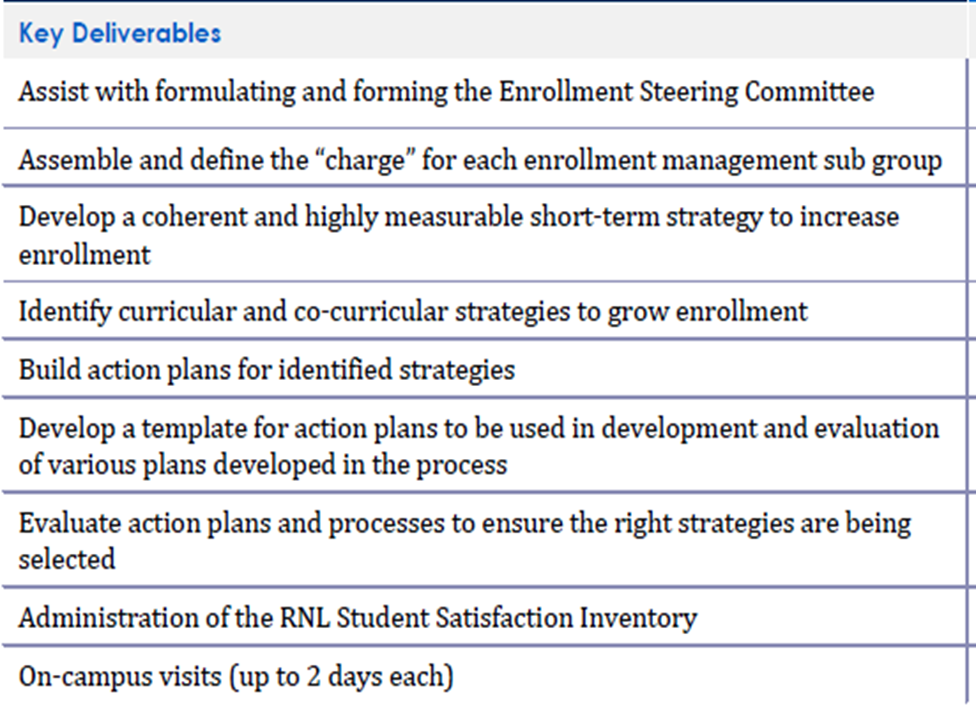 Key Deliverables
Assist with formulating and forming the Enrollment Steering Committee
Assemble and define the “charge” for each enrollment management sub group
Develop a coherent and highly measurable short-term strategy to increase
enrollment
Identify curricular and co-curricular strategies to grow enrollment
Build action plans for identified strategies
Develop a template for action plans to be used in development and evaluation
of various plans developed in the process
Evaluate action plans and processes to ensure the right strategies are being
selected
Administration of the RNL Student Satisfaction Inventory
On-campus visits (up to 2 days each)